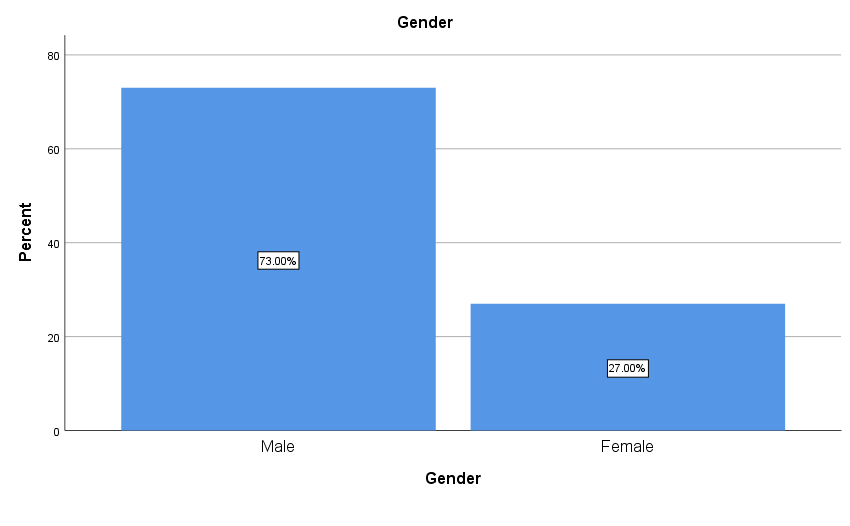 Gender
80
60
40
20
0
Percent
73.00%
27.00%
Male
Female
Gender